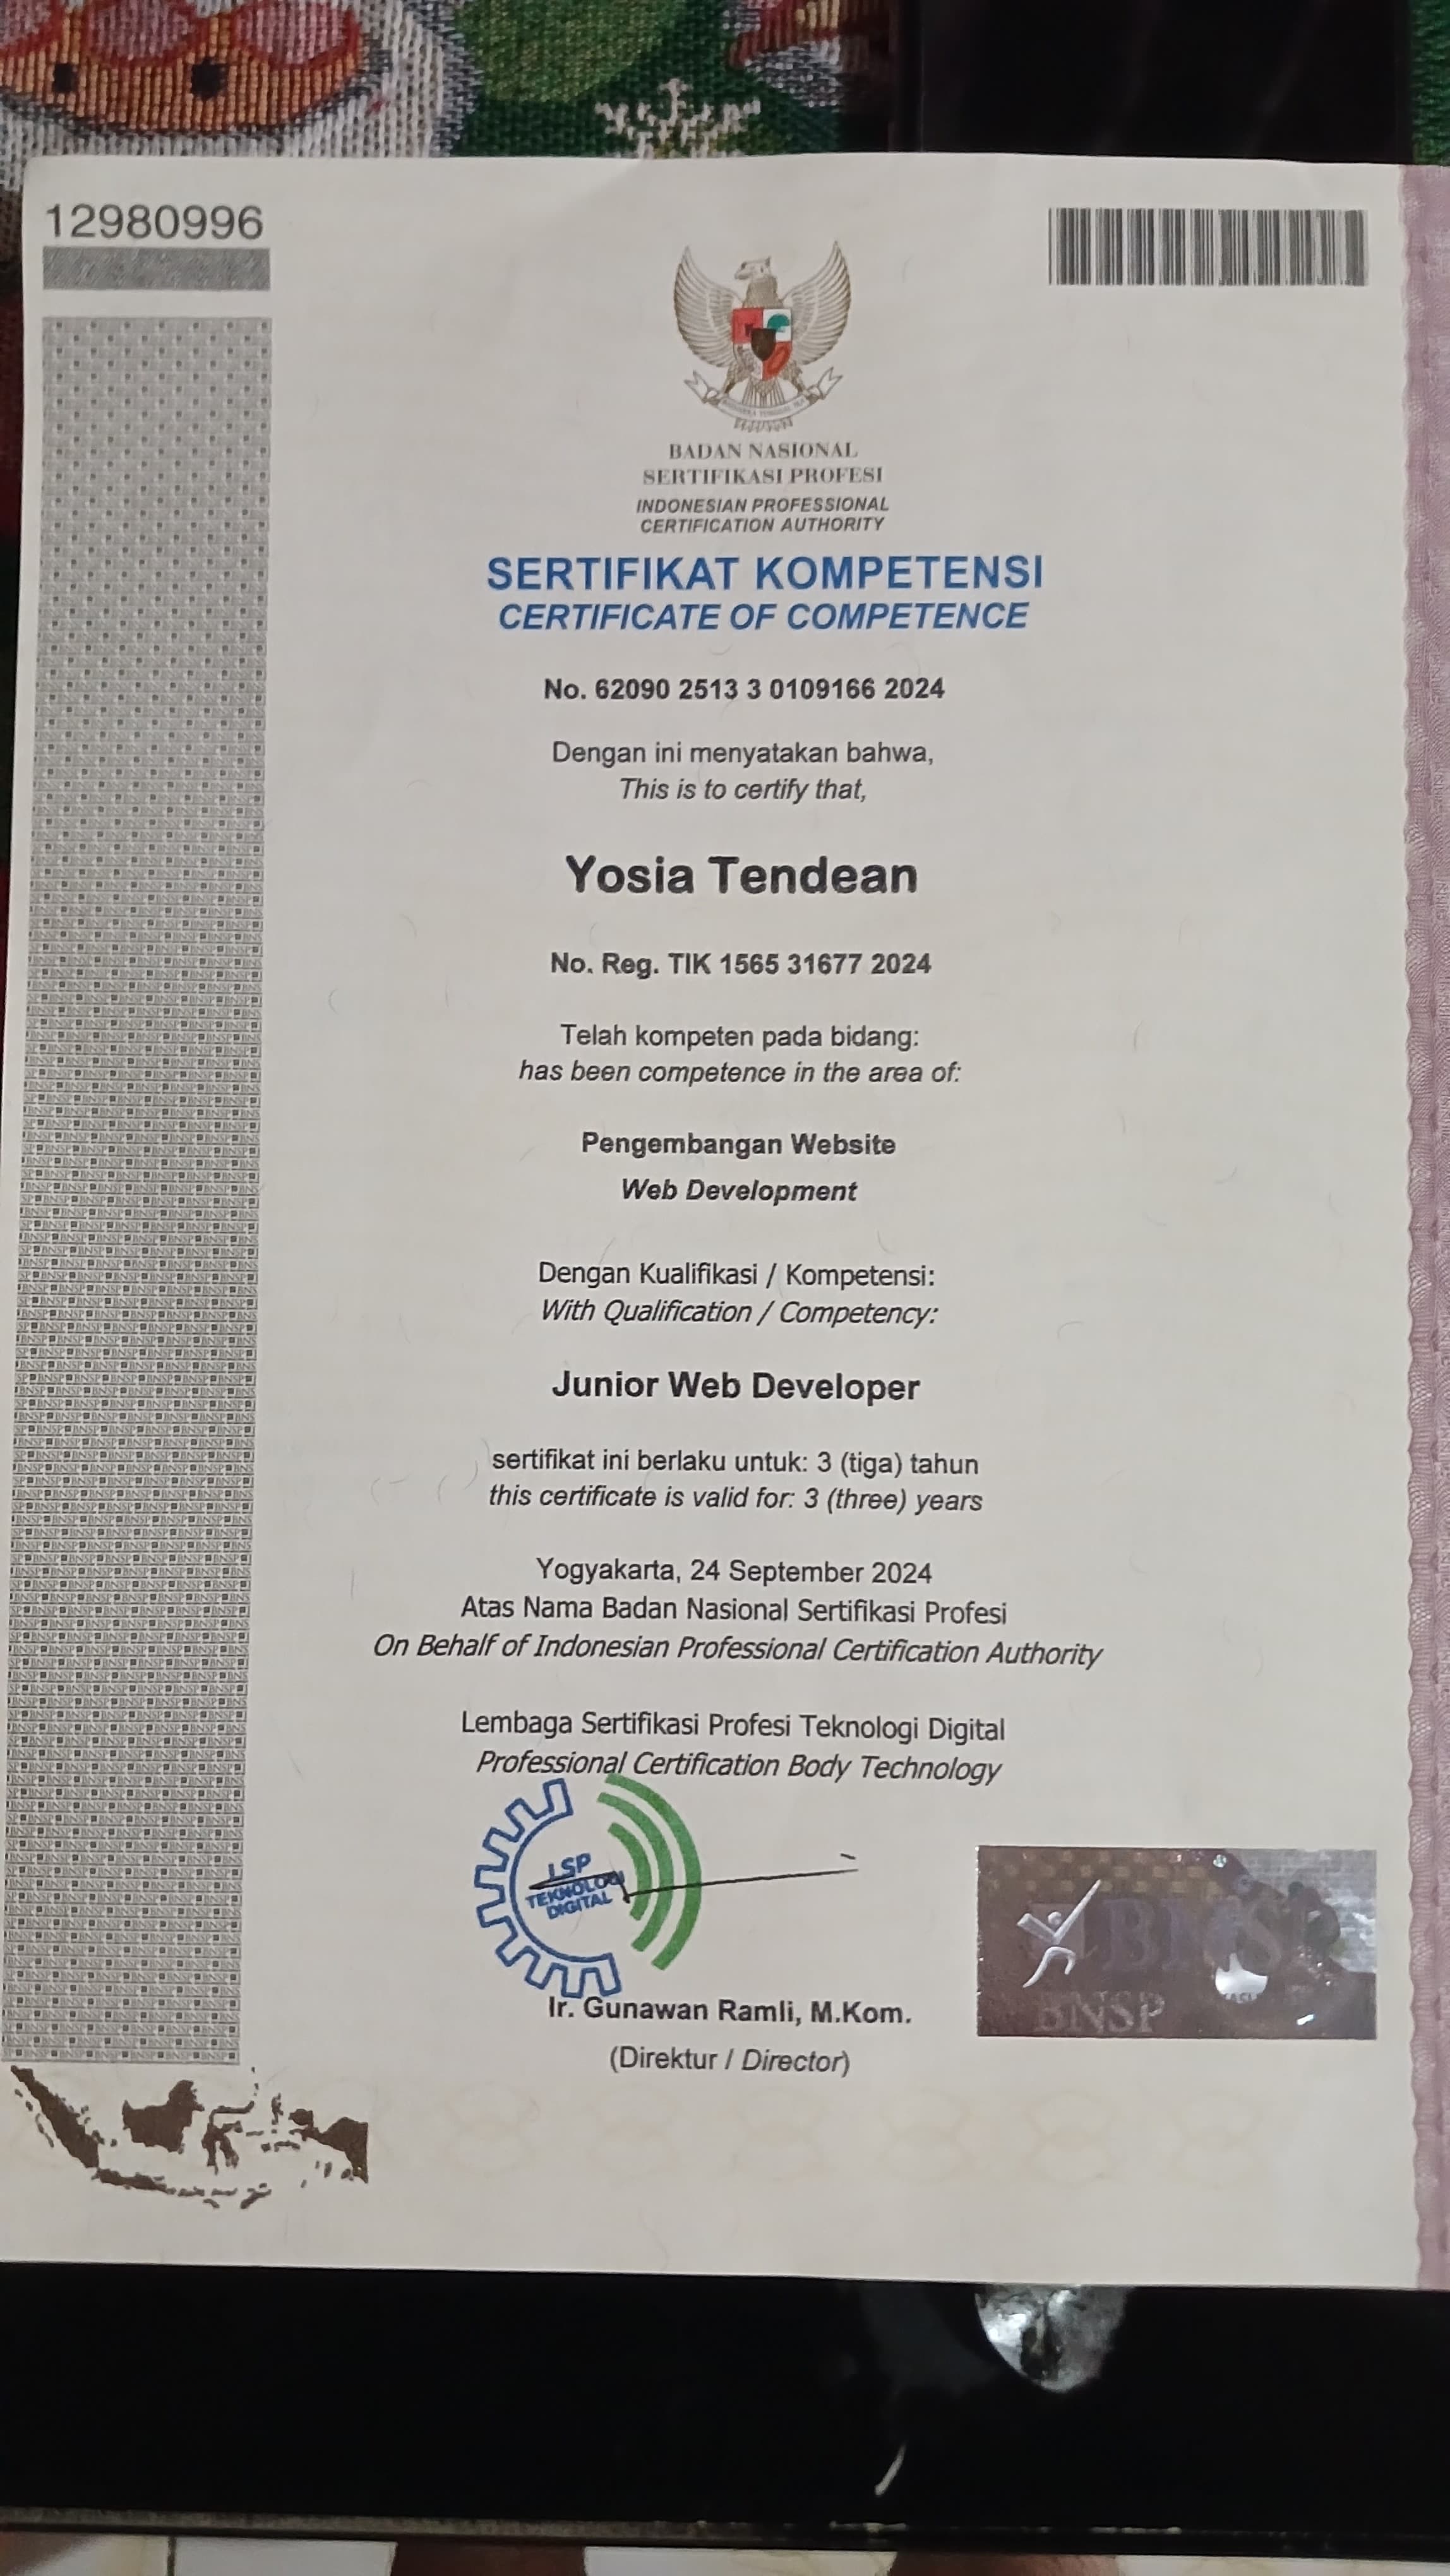 12980996
BADAN NASIONAL
SERTIFIKASI PROFESI
INDONESIAN PROFESSIONAL
CERTIFICATION AUTHORITY
SERTIFIKAT KOMPETENSI
CERTIFICATE OF COMPETENCE
No. 62090 2513 3 0109166 2024
Dengan ini menyatakan bahwa,
This is to certify that,
Yosia Tendean
No. Reg. TIK 1565 31677 2024
Telah kompeten pada bidang:
has been competence in the area of:
Pengembangan Website
Web Development
Dengan Kualifikasi / Kompetensi:
With Qualification / Competency:
Junior Web Developer
sertifikat ini berlaku untuk: 3 (tiga) tahun
this certificate is valid for: 3 (three) years
Yogyakarta, 24 September 2024
Atas Nama Badan Nasional Sertifikasi Profesi
On Behalf of Indonesian Professional Certification Authority
Lembaga Sertifikasi Profesi Teknologi Digital
Professional Certification Body Technology
LSP
TEKNOLOGI
DIGITAL
Ir. Gunawan Ramli, M.Kom.
(Direktur / Director)
BNSP
BNSP